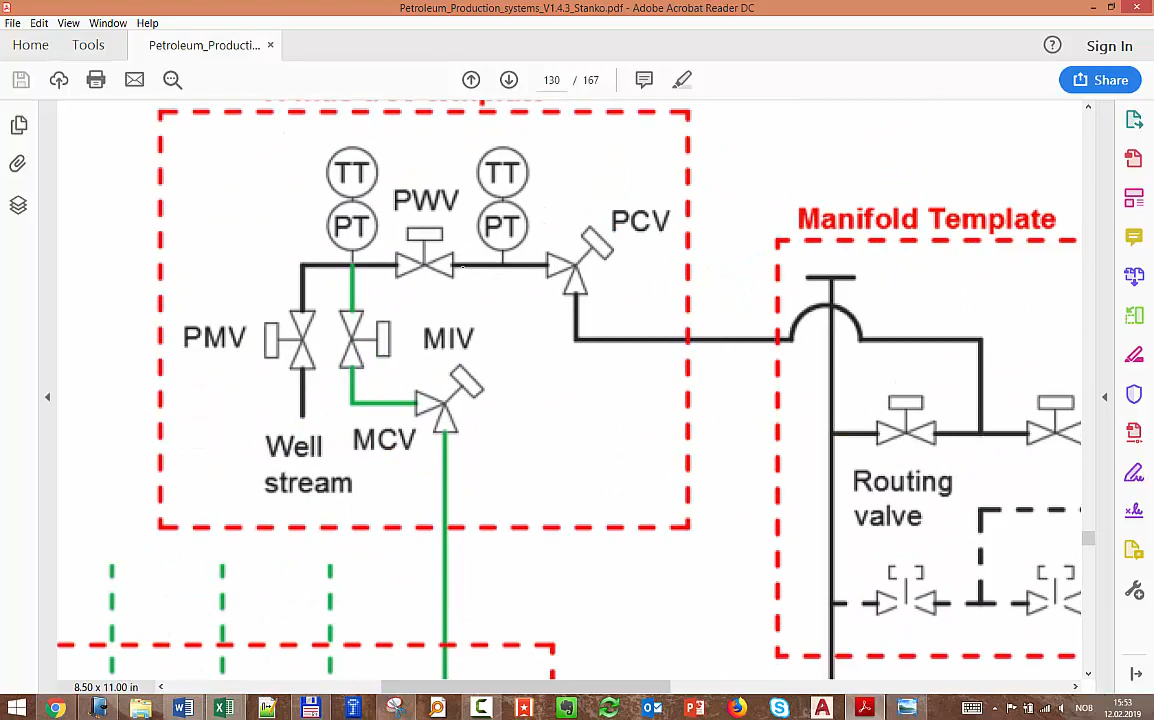 Petroleum_Production_systems_V1.4.3_Stanko.pdf - Adobe Acrobat Reader DC
File Edit View Window Help
Home Tools Petroleum_Producti... × Sign In
130 / 167 Share
TT TT
PWV
PT PT PCV
Manifold Template
PMV MIV
MCV
Well
stream
Routing
valve
8.50 x 11.00 in
15:53
NOB
12.02.2019